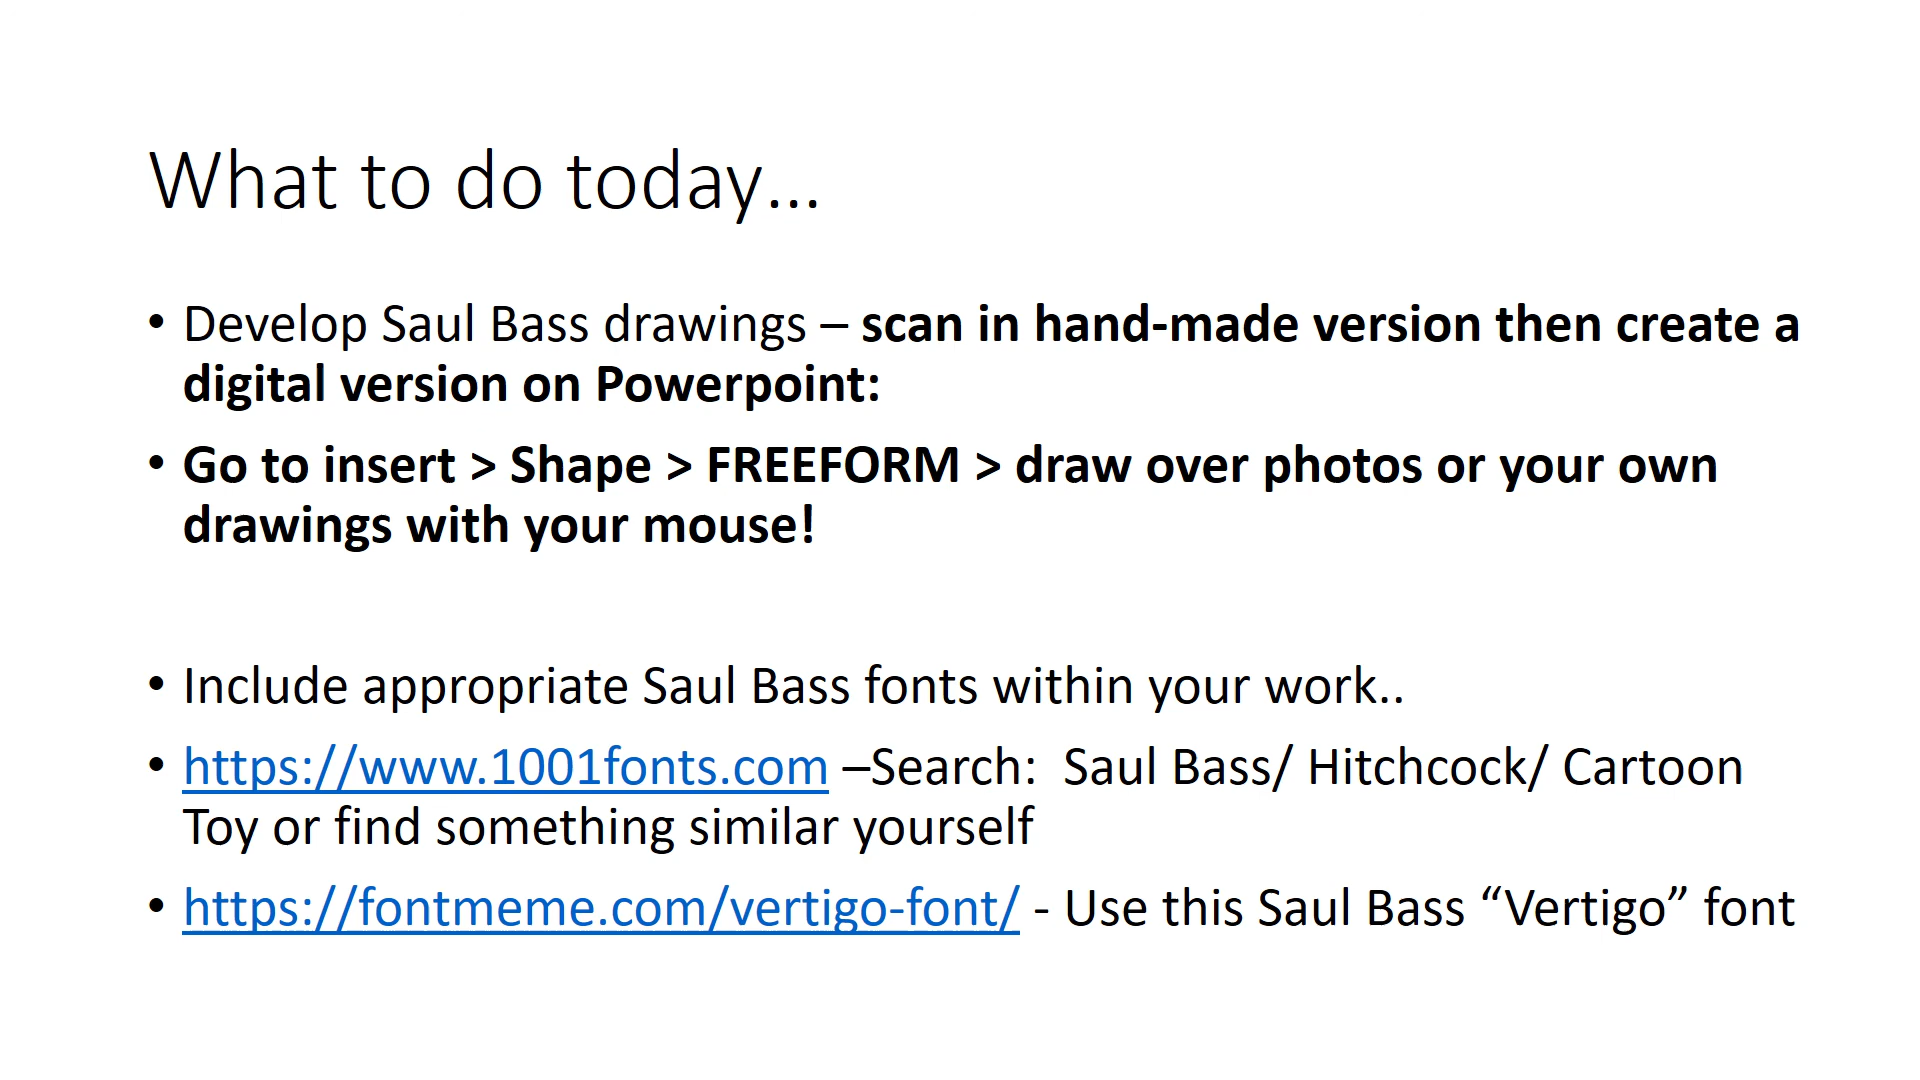 What to do today...
• Develop Saul Bass drawings – scan in hand-made version then create a
digital version on Powerpoint:
• Go to insert > Shape > FREEFORM > draw over photos or your own
drawings with your mouse!
• Include appropriate Saul Bass fonts within your work..
• https://www.1001fonts.com –Search:  Saul Bass/ Hitchcock/ Cartoon
Toy or find something similar yourself
• https://fontmeme.com/vertigo-font/ - Use this Saul Bass “Vertigo” font